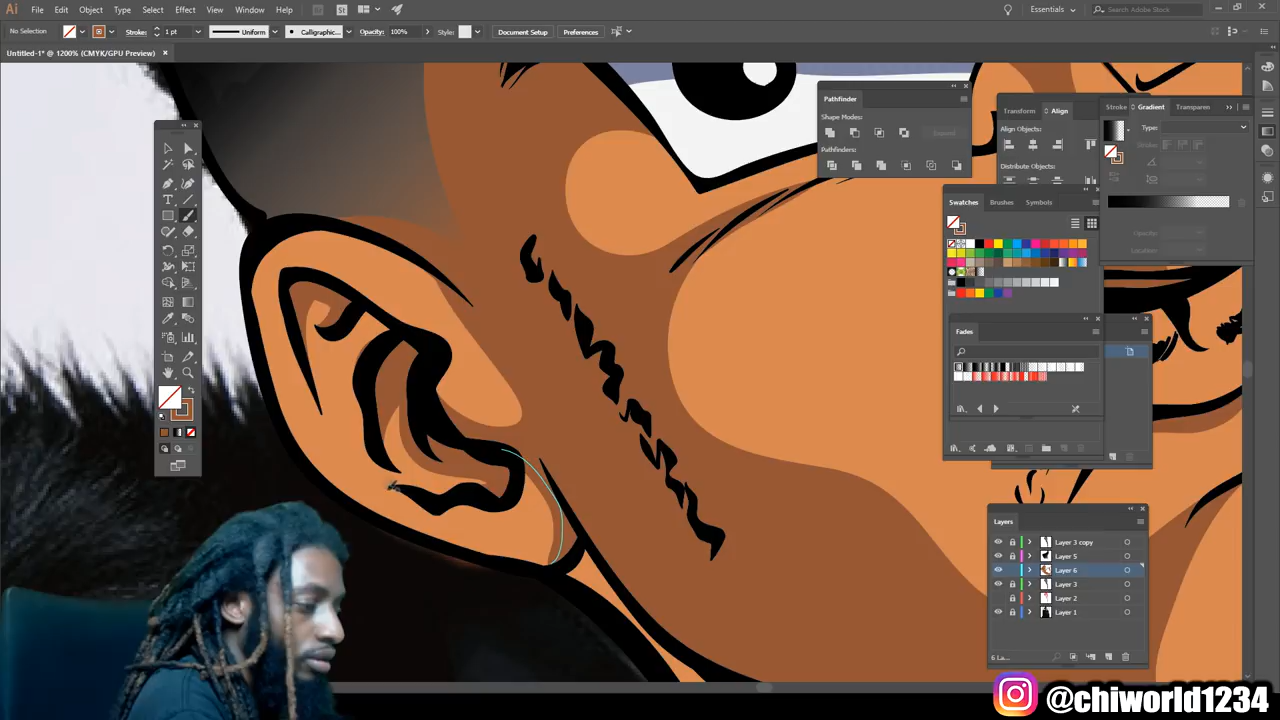 Ai File Edit Object Type Select Effect View Window Help Br St Essentials Search Adobe Stock
No Selection Stroke: 1 pt Uniform Calligraphic... Opacity: 100% Style: Document Setup Preferences
Untitled-1* @ 1200% (CMYK/GPU Preview)
Pathfinder
Shape Modes:
Expand
Pathfinders:
Transform Align
Align Objects:
Distribute Objects:
Stroke Gradient Transparen
Type:
Stroke:
Opacity:
Location:
Swatches Brushes Symbols
Fades
Layers
Layer 3 copy
Layer 5
Layer 6
Layer 3
Layer 2
Layer 1
6 La...
@chiworld1234